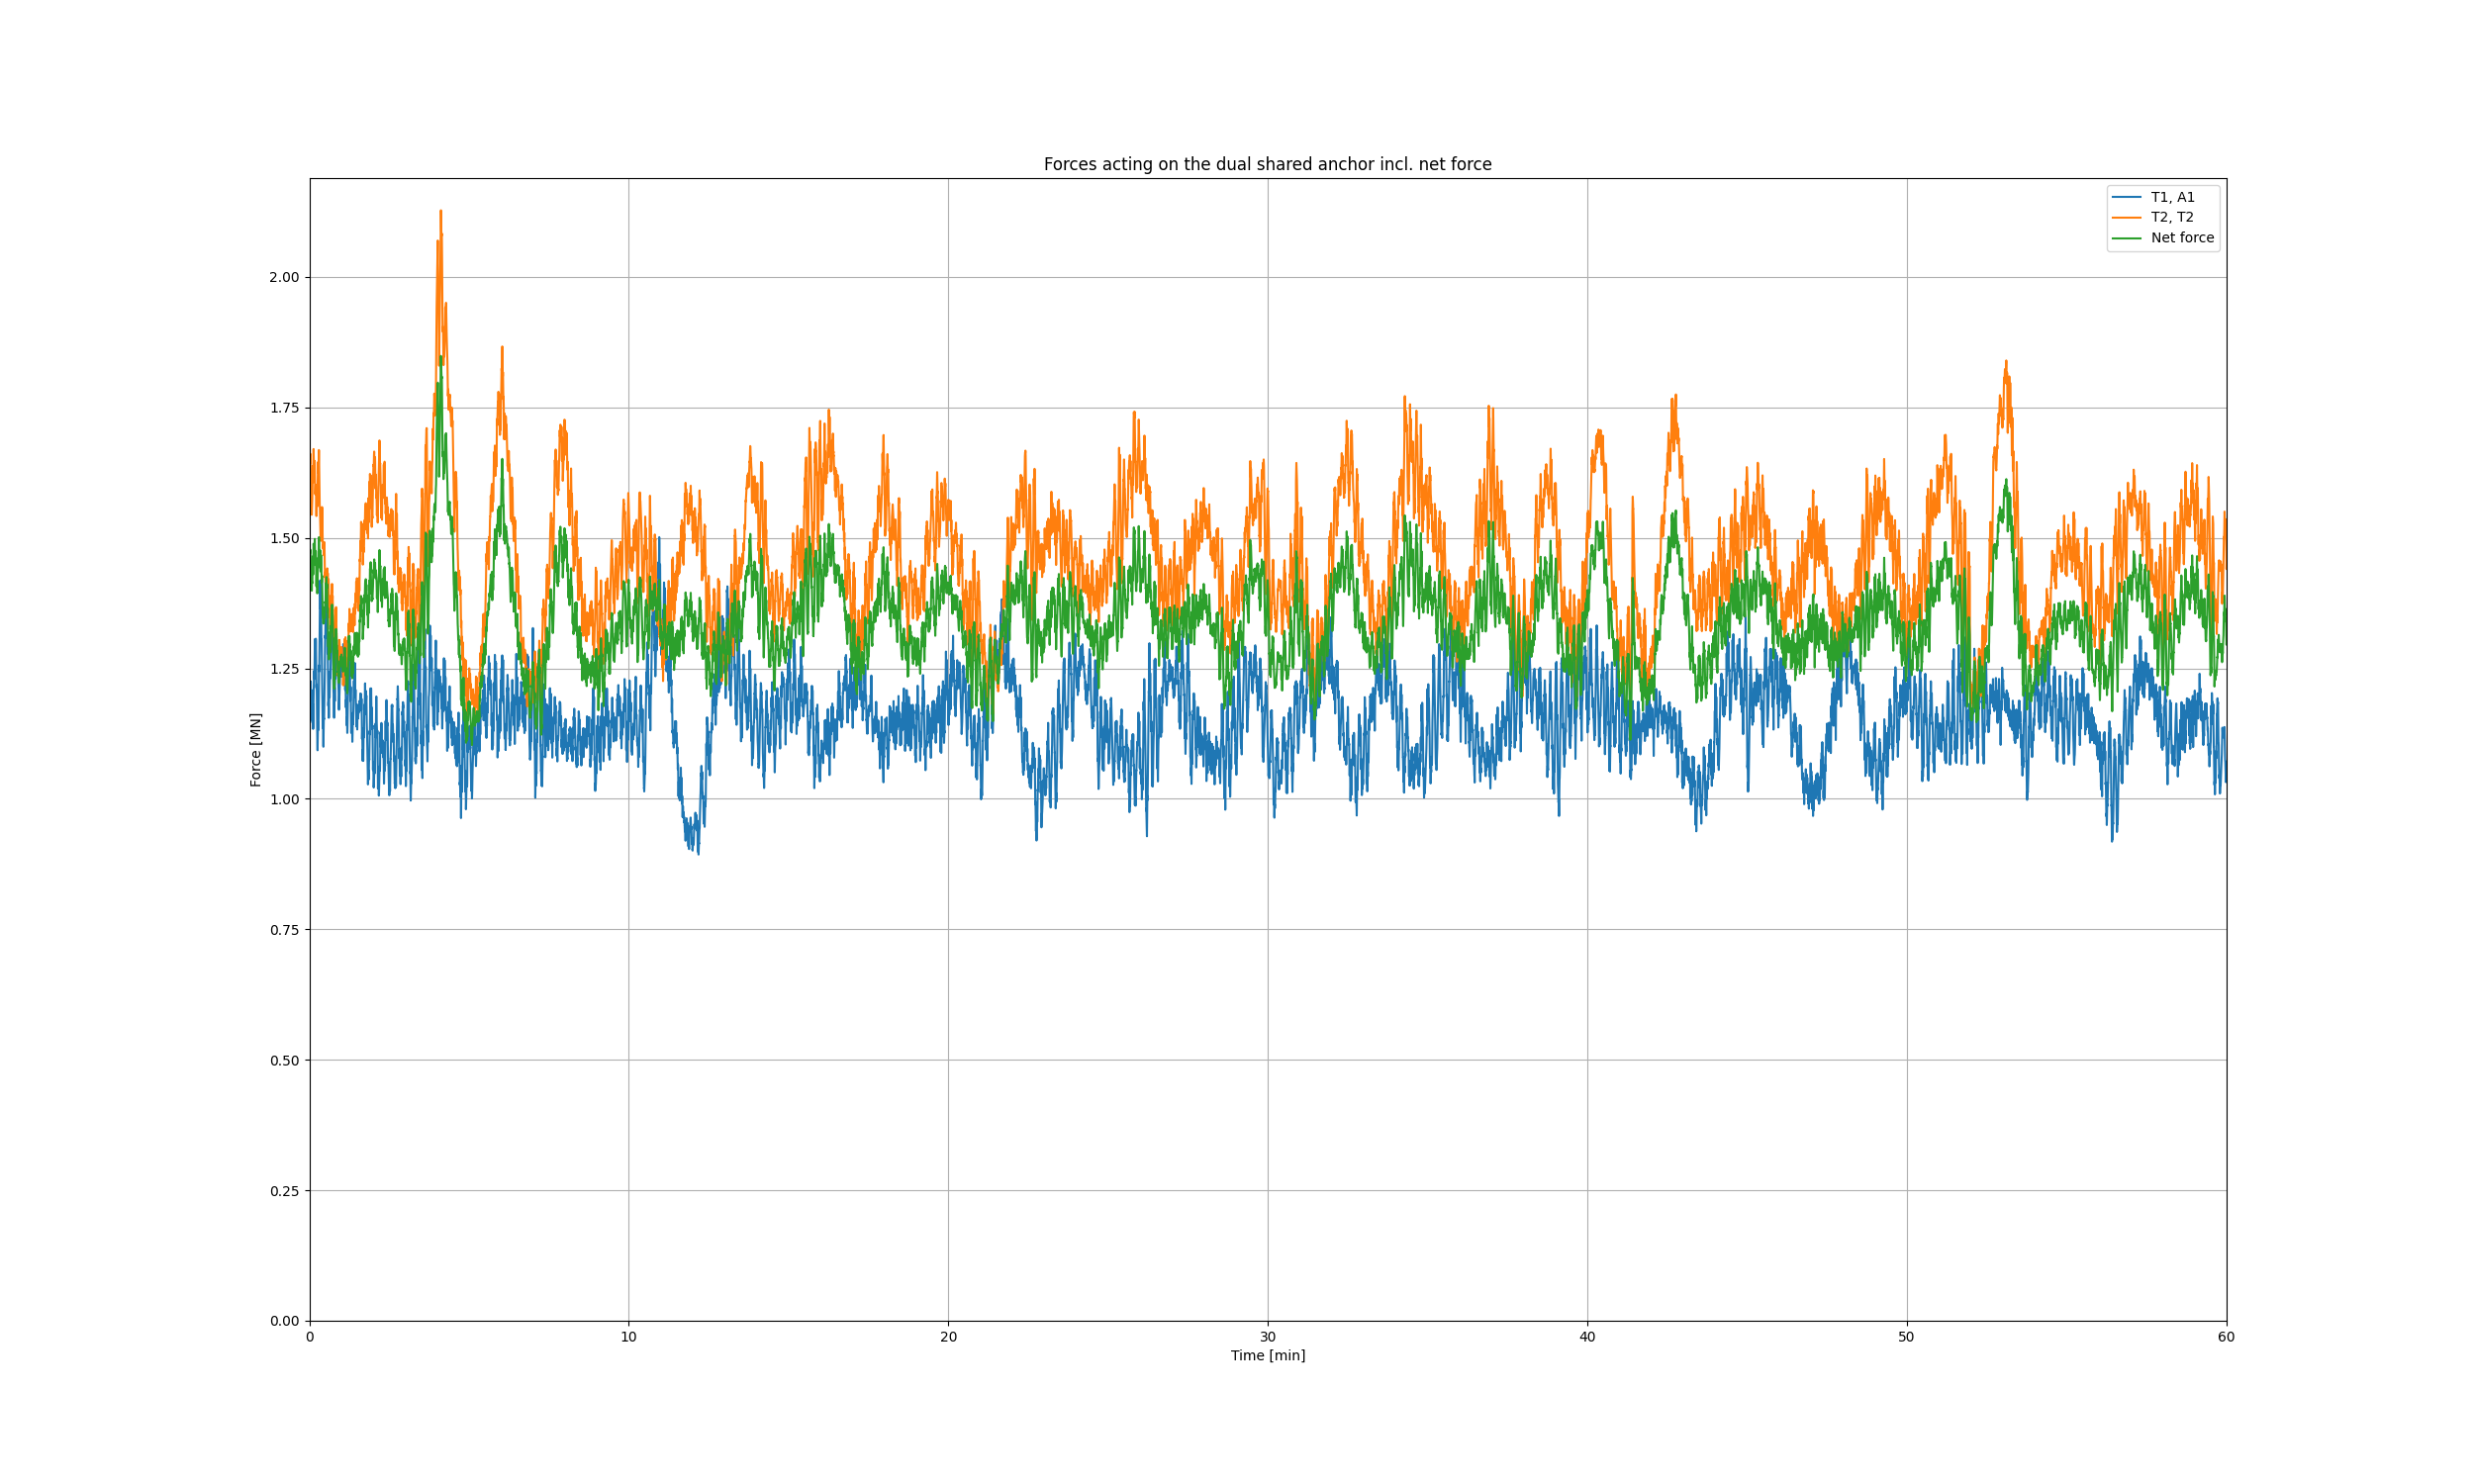 Forces acting on the dual shared anchor incl. net force
T1, A1
T2, T2
Net force
Force [MN]
2.00
1.75
1.50
1.25
1.00
0.75
0.50
0.25
0.00
0 10 20 30 40 50 60
Time [min]